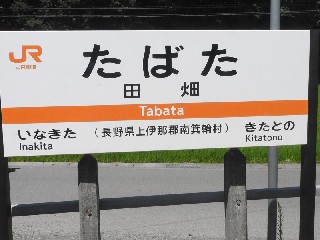 JR
JR東海
たばた
田畑
Tabata
いなきた
Inakita
(長野県上伊那郡南箕輪村)
きたとの
Kitatono